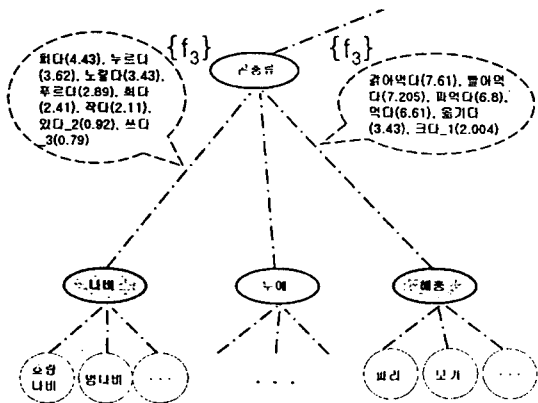 {f₃}
{f₃}
희다(4.43), 누르다
(3.62), 노랗다(3.43),
푸르다(2.89), 희다
(2.41), 작다(2.11),
있다_2(0.92), 쓰다
_3(0.79)
곤충류
갉아먹다(7.61), 빨아먹
다(7.205), 파먹다(6.8),
먹다(6.61), 옮기다
(3.43), 크다_1(2.004)
나비
누에
해충
호랑
나비
범나비
...
...
파리
모기
...